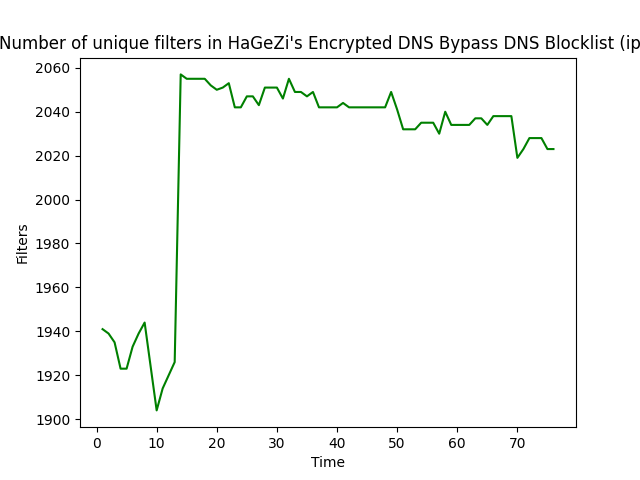 Number of unique filters in HaGeZi's Encrypted DNS Bypass DNS Blocklist (ip
2060
2040
2020
2000
1980
1960
1940
1920
1900
Filters
0 10 20 30 40 50 60 70
Time